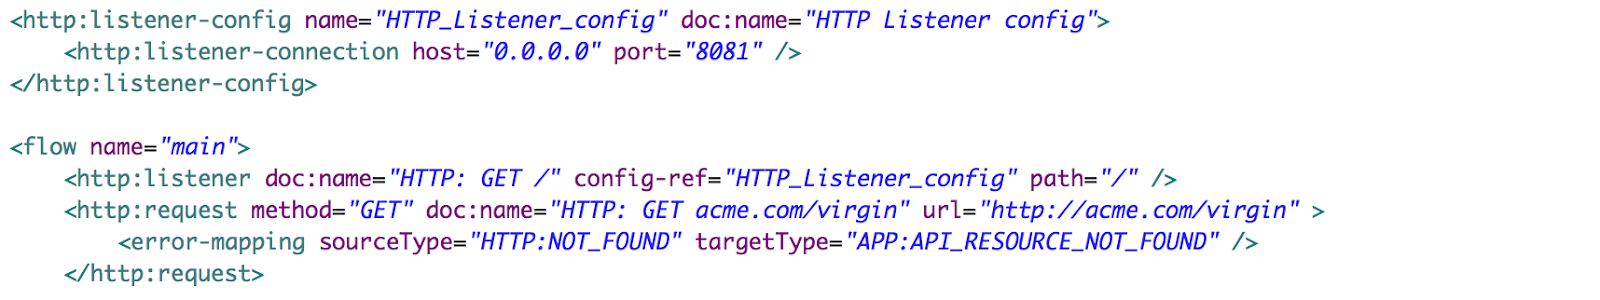 <http:listener-config name="HTTP_Listener_config" doc:name="HTTP Listener config">
<http:listener-connection host="0.0.0.0" port="8081" />
</http:listener-config>
<flow name="main">
<http:listener doc:name="HTTP: GET /" config-ref="HTTP_Listener_config" path="/" />
<http:request method="GET" doc:name="HTTP: GET acme.com/virgin" url="http://acme.com/virgin" >
<error-mapping sourceType="HTTP:NOT_FOUND" targetType="APP:API_RESOURCE_NOT_FOUND" />
</http:request>